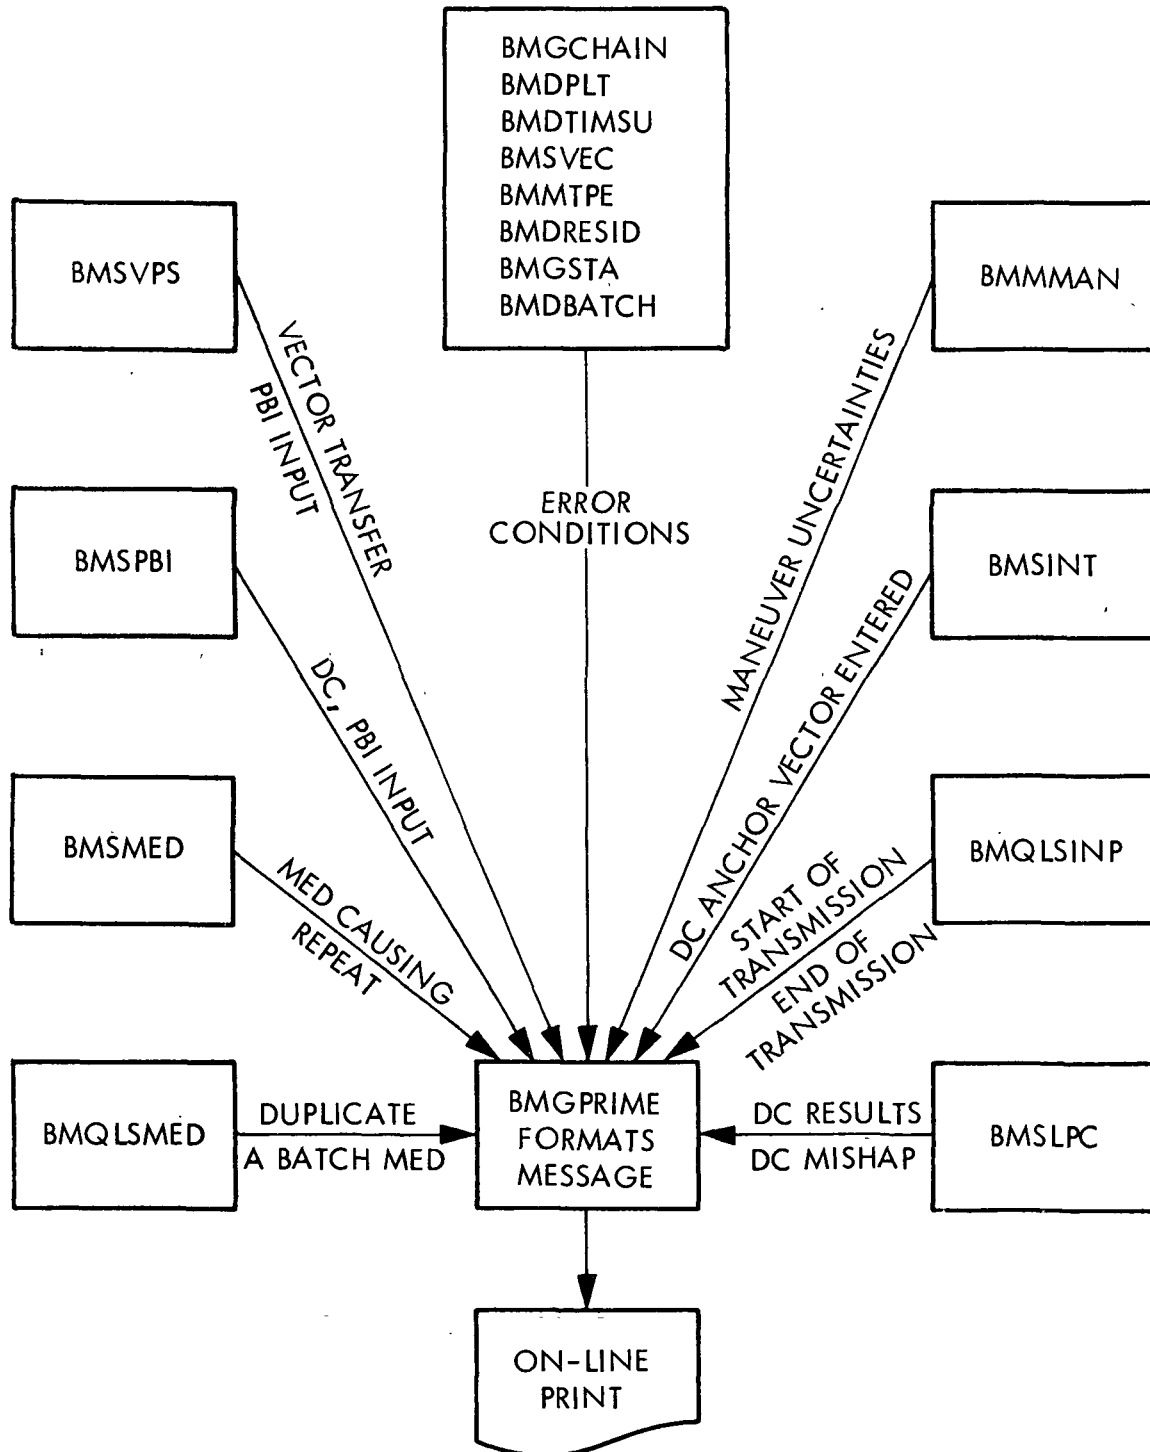 BMGCHAIN
BMDPLT
BMDTIMSU
BMSVEC
BMMTPE
BMDRESID
BMGSTA
BMDBATCH
BMSVPS
BMMMAN
VECTOR TRANSFER
PBI INPUT
ERROR
CONDITIONS
MANEUVER UNCERTAINTIES
BMSPBI
BMSINT
DC, PBI INPUT
DC ANCHOR VECTOR ENTERED
BMSMED
BMQLSINP
MED CAUSING
REPEAT
START OF
TRANSMISSION
END OF
TRANSMISSION
BMQLSMED
DUPLICATE
A BATCH MED
BMGPRIME
FORMATS
MESSAGE
DC RESULTS
DC MISHAP
BMSLPC
ON-LINE
PRINT